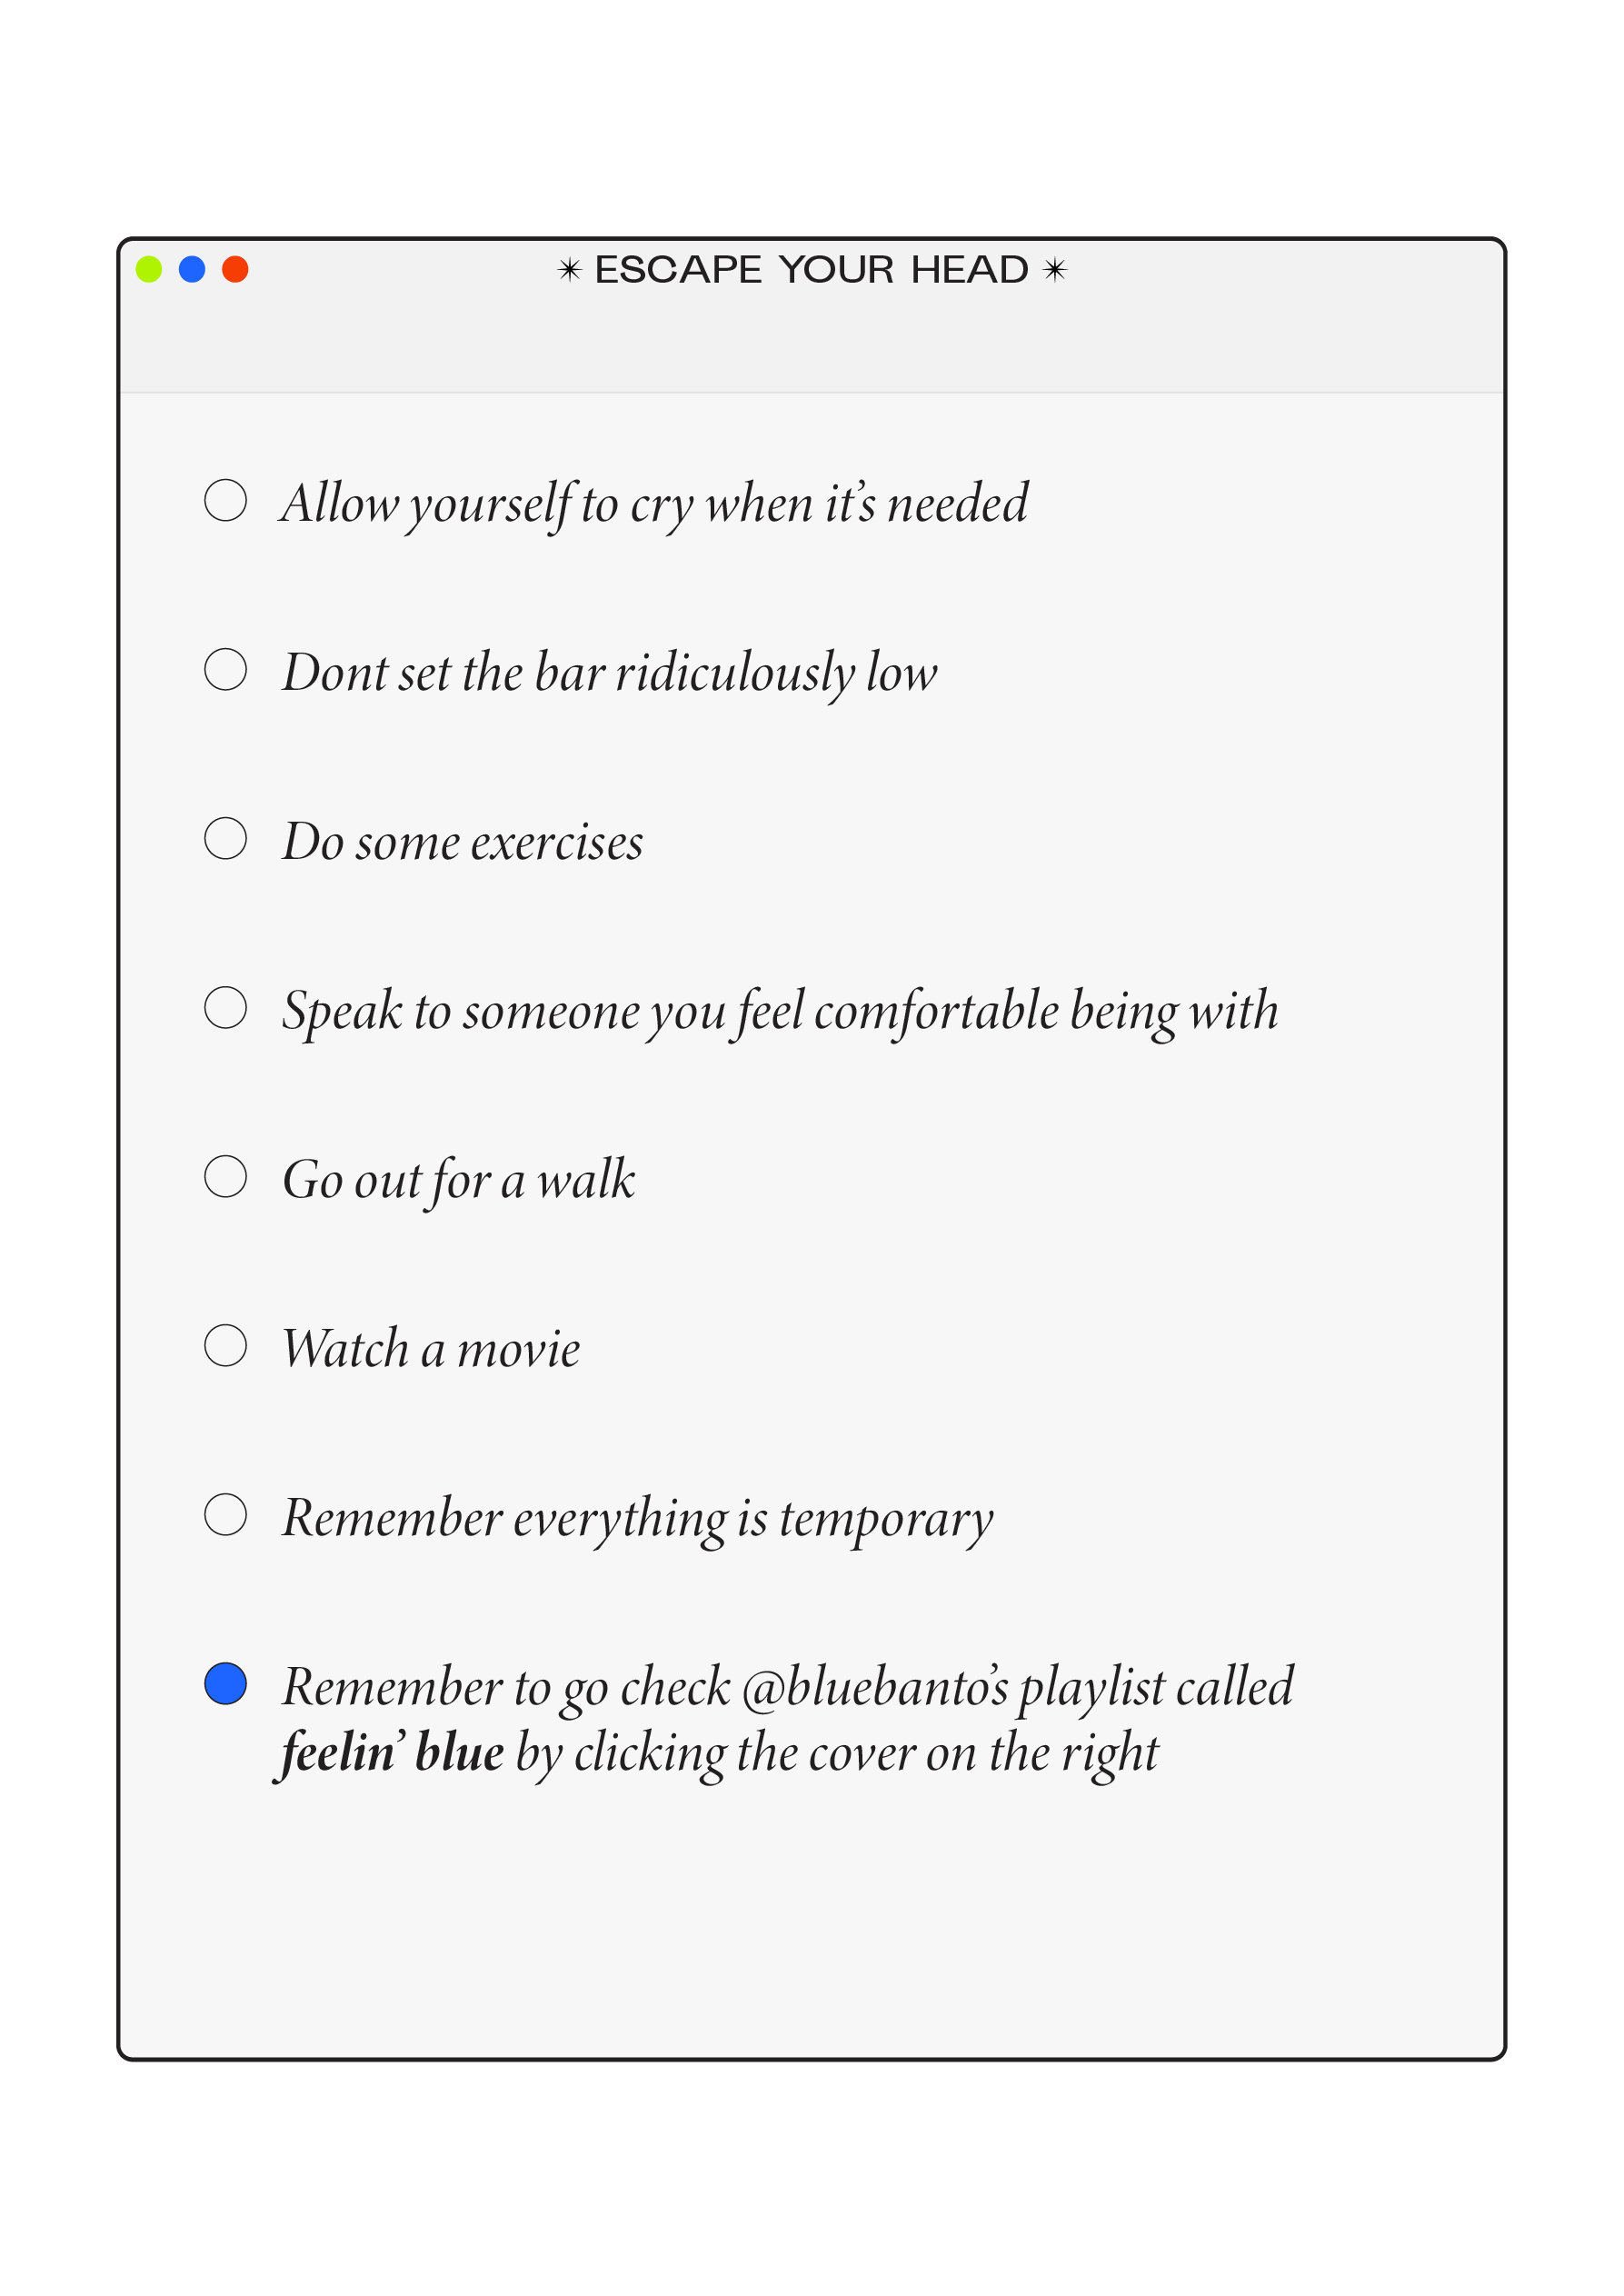 ✴ ESCAPE YOUR HEAD ✴
Allow yourself to cry when it’s needed
Dont set the bar ridiculously low
Do some exercises
Speak to someone you feel comfortable being with
Go out for a walk
Watch a movie
Remember everything is temporary
Remember to go check @bluebanto’s playlist called
feelin’ blue by clicking the cover on the right